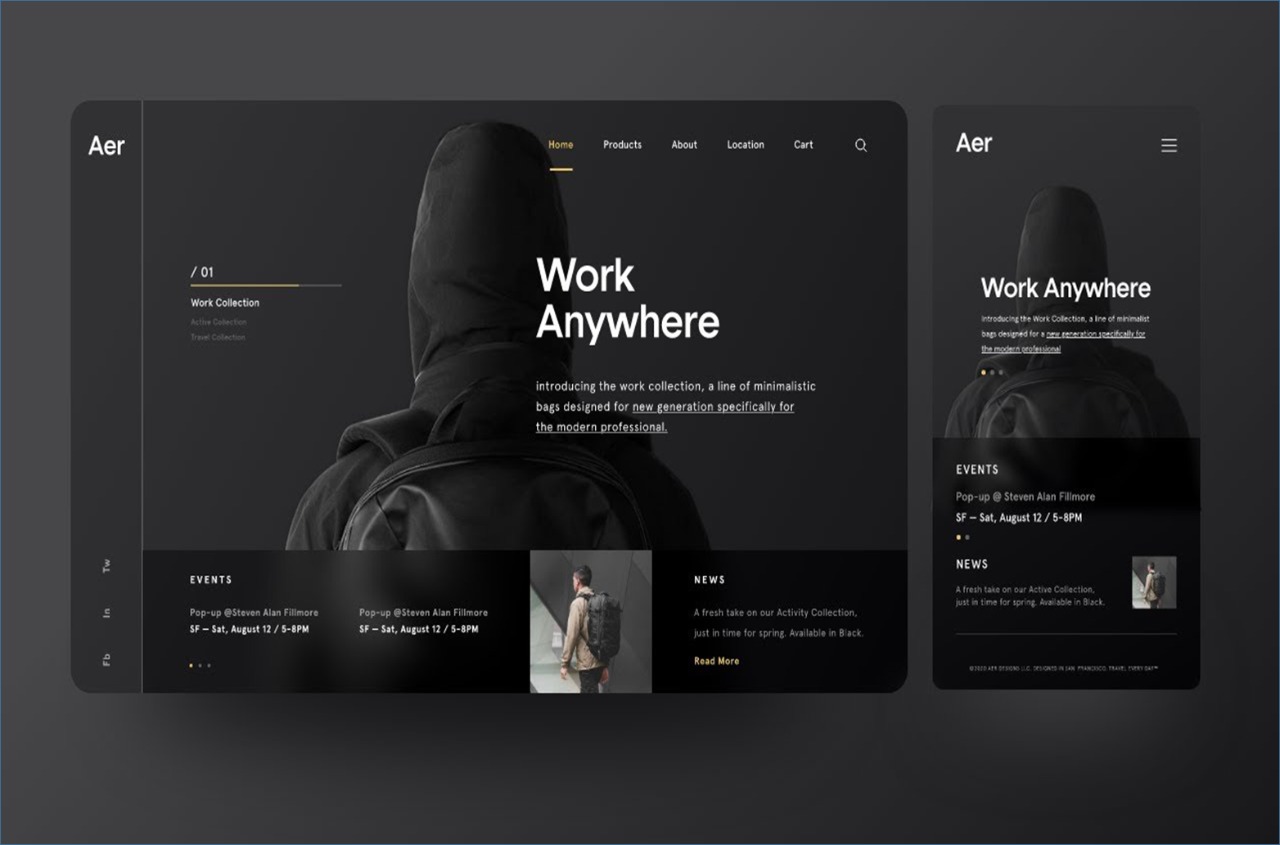 Aer
Home Products About Location Cart
/ 01
Work Collection
Active Collection
Travel Collection
Work
Anywhere
introducing the work collection, a line of minimalistic
bags designed for new generation specifically for
the modern professional.
Tw
In
Fb
EVENTS
Pop-up @Steven Alan Fillmore
SF – Sat, August 12 / 5-8PM
Pop-up @Steven Alan Fillmore
SF – Sat, August 12 / 5-8PM
NEWS
A fresh take on our Activity Collection,
just in time for spring. Available in Black.
Read More
Aer
Work Anywhere
Introducing the Work Collection, a line of minimalist
bags designed for a new generation specifically for
the modern professional
EVENTS
Pop-up @ Steven Alan Fillmore
SF – Sat, August 12 / 5-8PM
NEWS
A fresh take on our Active Collection,
just in time for spring. Available in Black.
©2020 AER DESIGNS LLC. DESIGNED IN SAN FRANCISCO. TRAVEL EVERY DAY™